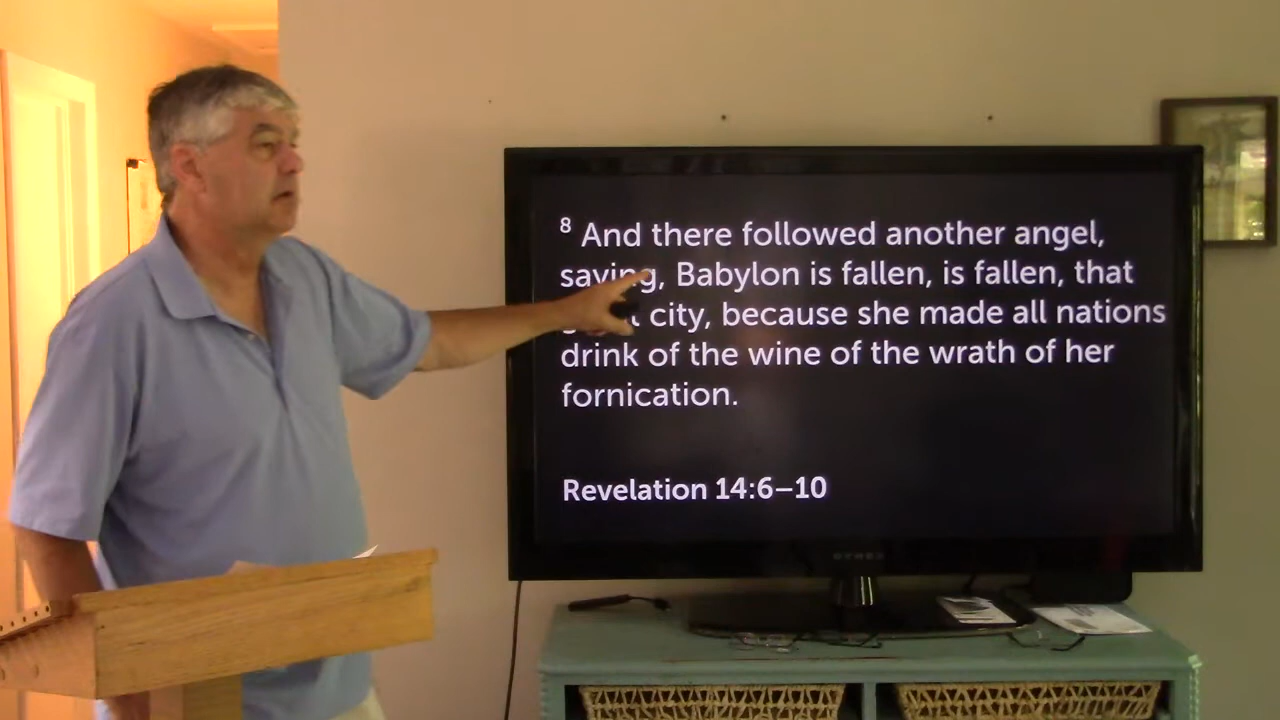 ⁸ And there followed another angel,
saying, Babylon is fallen, is fallen, that
city, because she made all nations
drink of the wine of the wrath of her
fornication.
Revelation 14:6–10
DYNEX